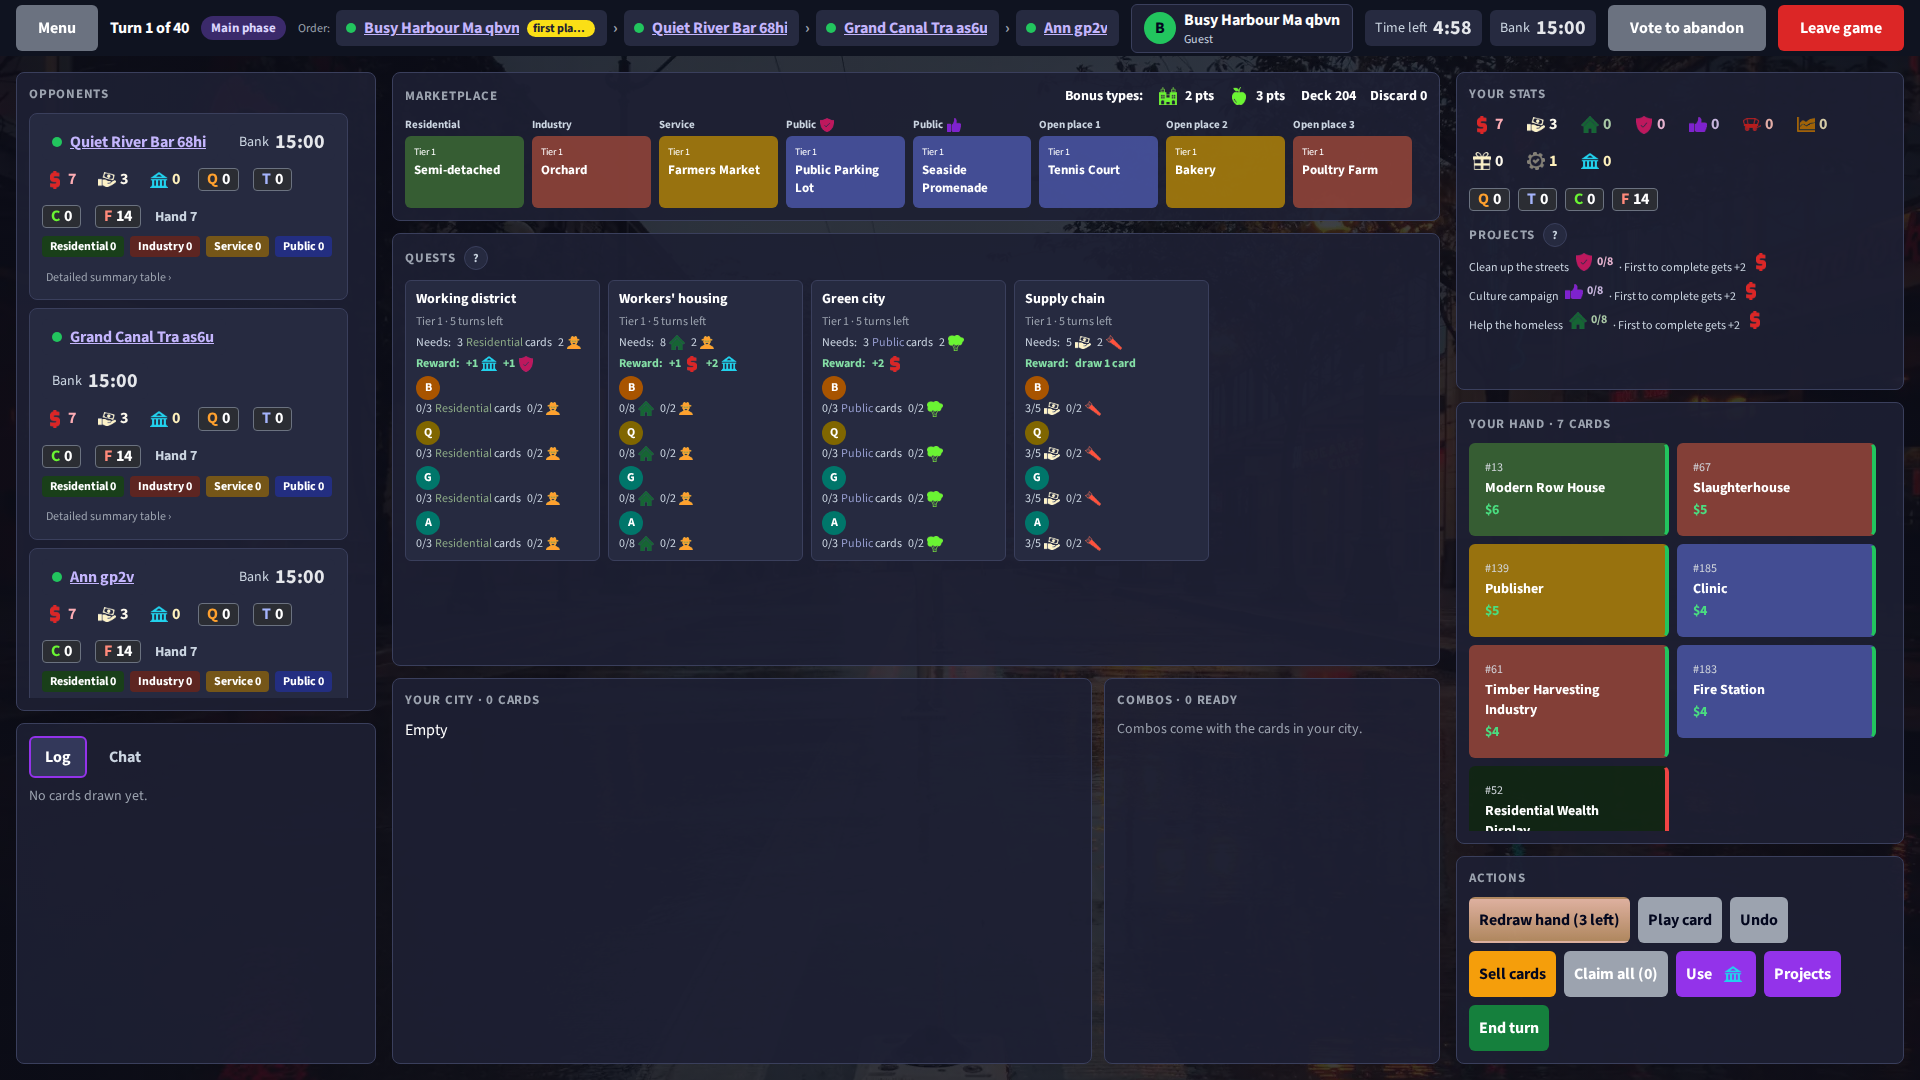 Menu
Turn 1 of 40
Main phase
Order:
Busy Harbour Ma qbvn
first pla...
Quiet River Bar 68hi
Grand Canal Tra as6u
Ann gp2v
B
Busy Harbour Ma qbvn
Guest
Time left 4:58
Bank 15:00
Vote to abandon
Leave game
OPPONENTS
Quiet River Bar 68hi
Bank 15:00
7 3 0 Q 0 T 0
C 0 F 14 Hand 7
Residential 0 Industry 0 Service 0 Public 0
Detailed summary table ›
Grand Canal Tra as6u
Bank 15:00
7 3 0 Q 0 T 0
C 0 F 14 Hand 7
Residential 0 Industry 0 Service 0 Public 0
Detailed summary table ›
Ann gp2v
Bank 15:00
7 3 0 Q 0 T 0
C 0 F 14 Hand 7
Residential 0 Industry 0 Service 0 Public 0
Log
Chat
No cards drawn yet.
MARKETPLACE
Bonus types: 2 pts 3 pts Deck 204 Discard 0
Residential
Tier 1
Semi-detached
Industry
Tier 1
Orchard
Service
Tier 1
Farmers Market
Public
Tier 1
Public Parking
Lot
Public
Tier 1
Seaside
Promenade
Open place 1
Tier 1
Tennis Court
Open place 2
Tier 1
Bakery
Open place 3
Tier 1
Poultry Farm
QUESTS ?
Working district
Tier 1 · 5 turns left
Needs: 3 Residential cards 2
Reward: +1 +1
B
0/3 Residential cards 0/2
Q
0/3 Residential cards 0/2
G
0/3 Residential cards 0/2
A
0/3 Residential cards 0/2
Workers' housing
Tier 1 · 5 turns left
Needs: 8 2
Reward: +1 +2
B
0/8 0/2
Q
0/8 0/2
G
0/8 0/2
A
0/8 0/2
Green city
Tier 1 · 5 turns left
Needs: 3 Public cards 2
Reward: +2
B
0/3 Public cards 0/2
Q
0/3 Public cards 0/2
G
0/3 Public cards 0/2
A
0/3 Public cards 0/2
Supply chain
Tier 1 · 5 turns left
Needs: 5 2
Reward: draw 1 card
B
3/5 0/2
Q
3/5 0/2
G
3/5 0/2
A
3/5 0/2
YOUR CITY · 0 CARDS
Empty
COMBOS · 0 READY
Combos come with the cards in your city.
YOUR STATS
7 3 0 0 0 0 0
0 1 0
Q 0 T 0 C 0 F 14
PROJECTS ?
Clean up the streets 0/8 · First to complete gets +2
Culture campaign 0/8 · First to complete gets +2
Help the homeless 0/8 · First to complete gets +2
YOUR HAND · 7 CARDS
#13
Modern Row House
$6
#67
Slaughterhouse
$5
#139
Publisher
$5
#185
Clinic
$4
#61
Timber Harvesting
Industry
$4
#183
Fire Station
$4
#52
Residential Wealth
Display
ACTIONS
Redraw hand (3 left)
Play card
Undo
Sell cards
Claim all (0)
Use
Projects
End turn